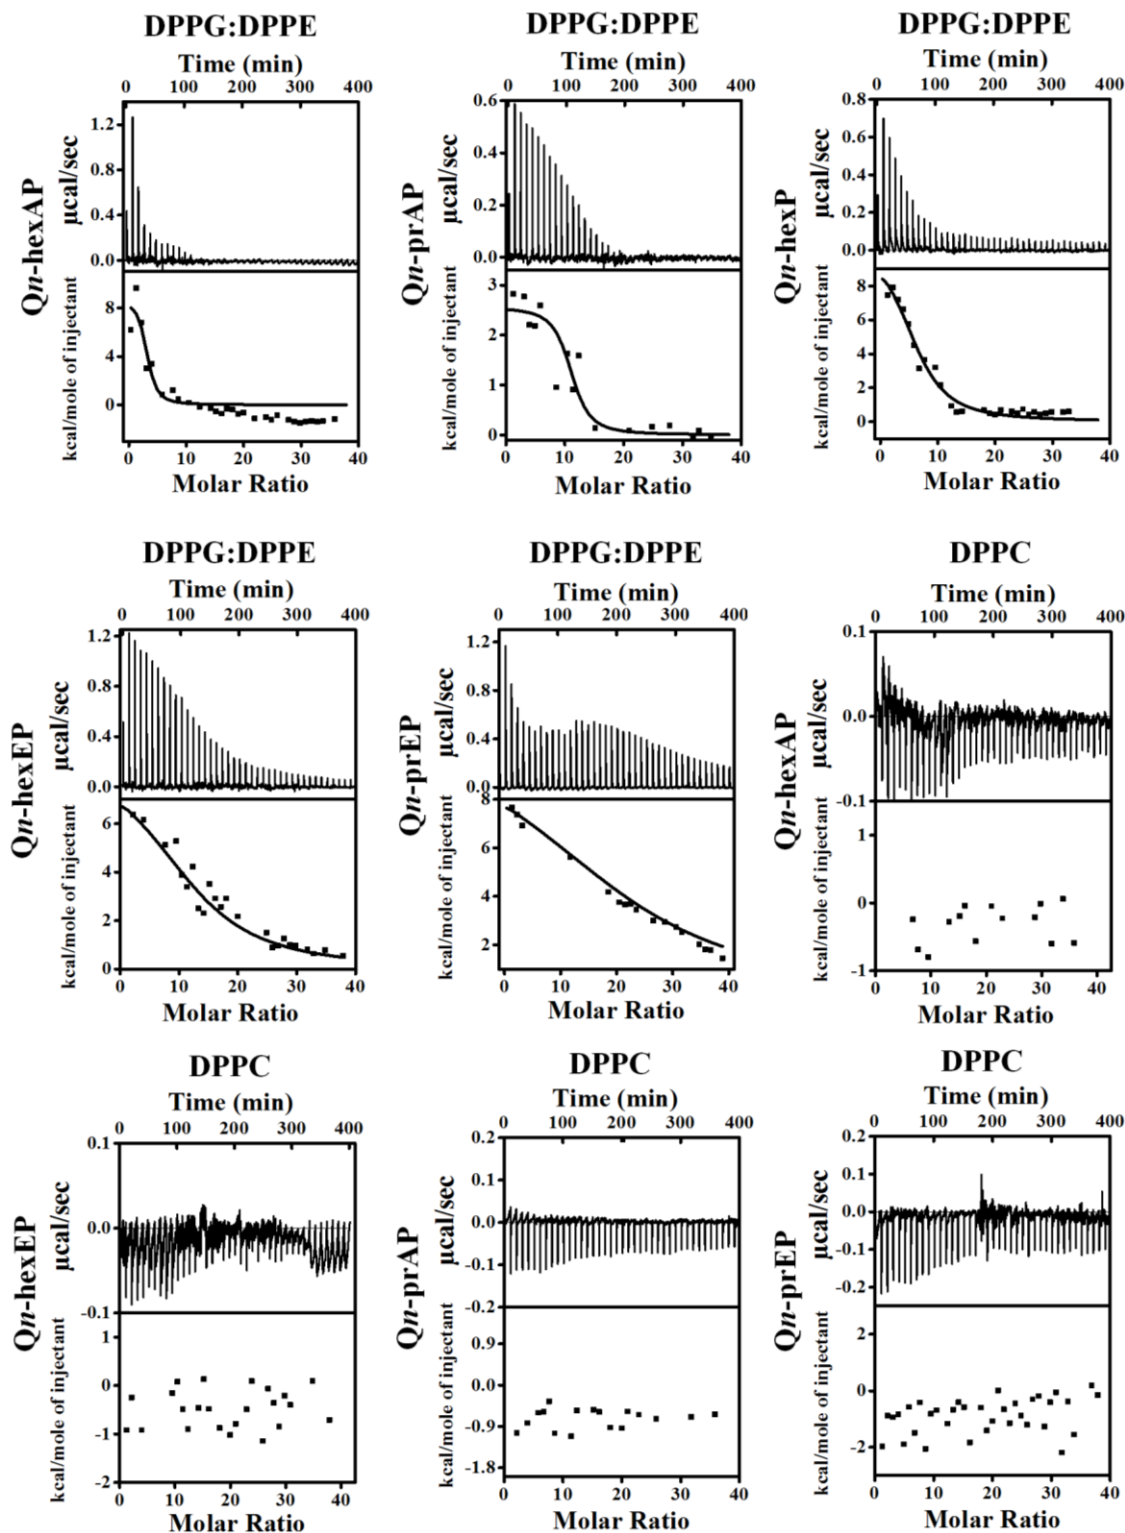 DPPG:DPPE
Time (min)
0 100 200 300 400
Qn-hexAP
µcal/sec
1.2
0.8
0.4
0.0
kcal/mole of injectant
8
4
0
0 10 20 30 40
Molar Ratio
DPPG:DPPE
Time (min)
0 100 200 300 400
Qn-prAP
µcal/sec
0.6
0.4
0.2
0.0
kcal/mole of injectant
3
2
1
0
0 10 20 30 40
Molar Ratio
DPPG:DPPE
Time (min)
0 100 200 300 400
Qn-hexP
µcal/sec
0.8
0.6
0.4
0.2
0.0
kcal/mole of injectant
8
6
4
2
0
0 10 20 30 40
Molar Ratio
DPPG:DPPE
Time (min)
0 100 200 300 400
Qn-hexEP
µcal/sec
1.2
0.8
0.4
0.0
kcal/mole of injectant
6
4
2
0
0 10 20 30 40
Molar Ratio
DPPG:DPPE
Time (min)
0 100 200 300 400
Qn-prEP
µcal/sec
1.2
0.8
0.4
0.0
kcal/mole of injectant
8
6
4
2
0 10 20 30 40
Molar Ratio
DPPC
Time (min)
0 100 200 300 400
Qn-hexAP
µcal/sec
0.1
0.0
-0.1
kcal/mole of injectant
1
0
-1
0 10 20 30 40
Molar Ratio
DPPC
Time (min)
0 100 200 300 400
Qn-hexEP
µcal/sec
0.1
0.0
-0.1
kcal/mole of injectant
1
0
-1
-2
0 10 20 30 40
Molar Ratio
DPPC
Time (min)
0 100 200 300 400
Qn-prAP
µcal/sec
0.2
0.1
0.0
-0.1
-0.2
kcal/mole of injectant
0.9
0.0
-0.9
-1.8
0 10 20 30 40
Molar Ratio
DPPC
Time (min)
0 100 200 300 400
Qn-prEP
µcal/sec
0.2
0.1
0.0
-0.1
-0.2
kcal/mole of injectant
2
0
-2
0 10 20 30 40
Molar Ratio